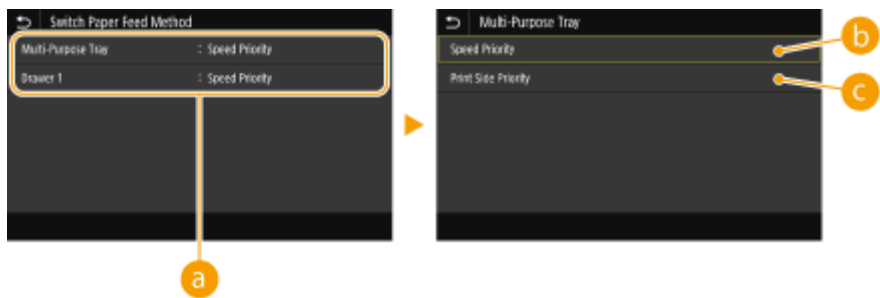 Switch Paper Feed Method
Multi-Purpose Tray : Speed Priority
Drawer 1 : Speed Priority
a
Multi-Purpose Tray
Speed Priority
b
Print Side Priority
c